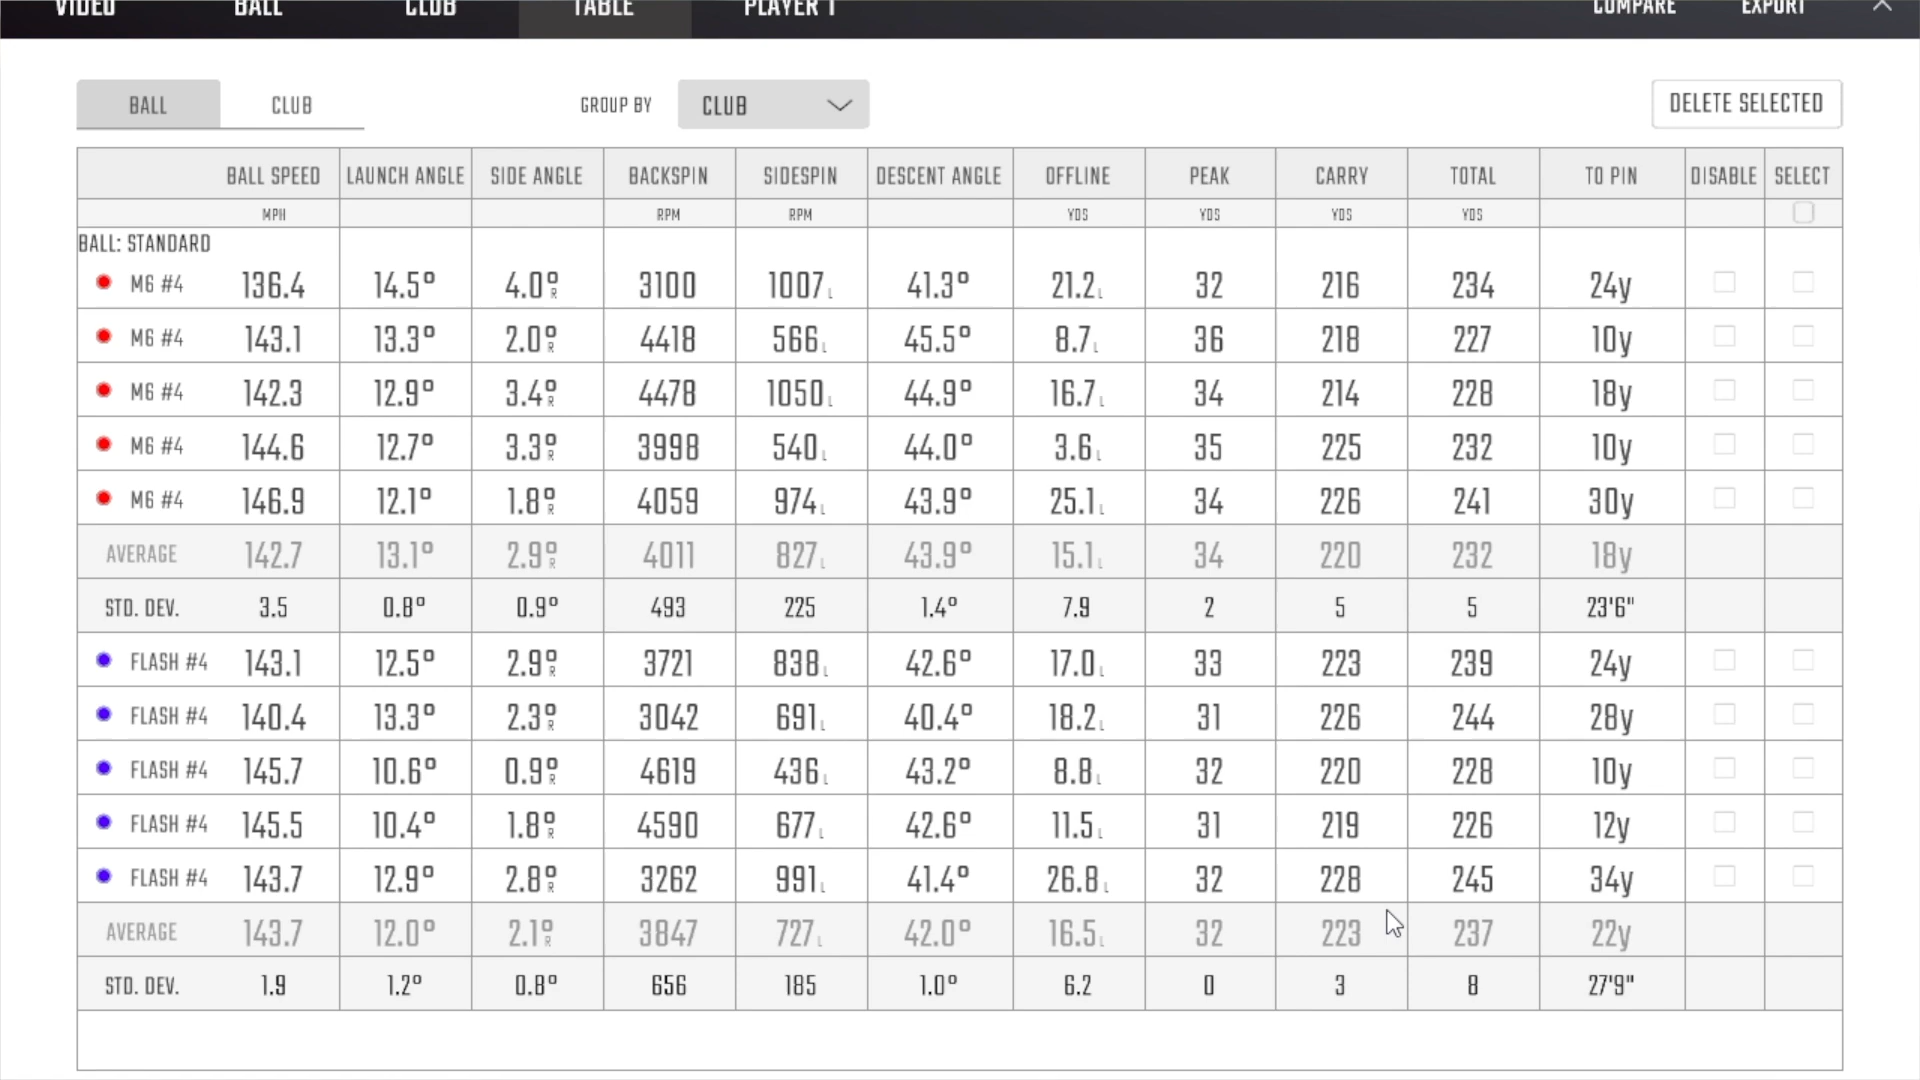 VIDEO BALL CLUB TABLE PLAYER 1 COMPARE EXPORT
BALL CLUB GROUP BY CLUB DELETE SELECTED
BALL SPEED LAUNCH ANGLE SIDE ANGLE BACKSPIN SIDESPIN DESCENT ANGLE OFFLINE PEAK CARRY TOTAL TO PIN DISABLE SELECT
MPH RPM RPM YDS YDS YDS YDS
BALL: STANDARD
M6 #4 136.4 14.5° 4.0° R 3100 1007 L 41.3° 21.2 L 32 216 234 24y
M6 #4 143.1 13.3° 2.0° R 4418 566 L 45.5° 8.7 L 36 218 227 10y
M6 #4 142.3 12.9° 3.4° R 4478 1050 L 44.9° 16.7 L 34 214 228 18y
M6 #4 144.6 12.7° 3.3° R 3998 540 L 44.0° 3.6 L 35 225 232 10y
M6 #4 146.9 12.1° 1.8° R 4059 974 L 43.9° 25.1 L 34 226 241 30y
AVERAGE 142.7 13.1° 2.9° R 4011 827 L 43.9° 15.1 L 34 220 232 18y
STD. DEV. 3.5 0.8° 0.9° 493 225 1.4° 7.9 2 5 5 23'6"
FLASH #4 143.1 12.5° 2.9° R 3721 838 L 42.6° 17.0 L 33 223 239 24y
FLASH #4 140.4 13.3° 2.3° R 3042 691 L 40.4° 18.2 L 31 226 244 28y
FLASH #4 145.7 10.6° 0.9° R 4619 436 L 43.2° 8.8 L 32 220 228 10y
FLASH #4 145.5 10.4° 1.8° R 4590 677 L 42.6° 11.5 L 31 219 226 12y
FLASH #4 143.7 12.9° 2.8° R 3262 991 L 41.4° 26.8 L 32 228 245 34y
AVERAGE 143.7 12.0° 2.1° R 3847 727 L 42.0° 16.5 L 32 223 237 22y
STD. DEV. 1.9 1.2° 0.8° 656 185 1.0° 6.2 0 3 8 27'9"